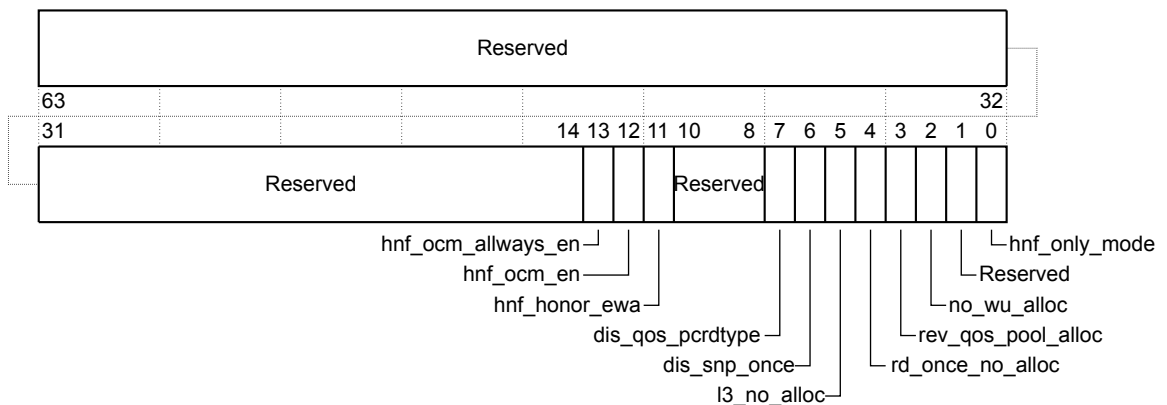 Reserved
63 32
31 14 13 12 11 10 8 7 6 5 4 3 2 1 0
Reserved Reserved
hnf_ocm_allways_en hnf_only_mode
hnf_ocm_en Reserved
hnf_honor_ewa no_wu_alloc
dis_qos_pcrdtype rev_qos_pool_alloc
dis_snp_once rd_once_no_alloc
l3_no_alloc